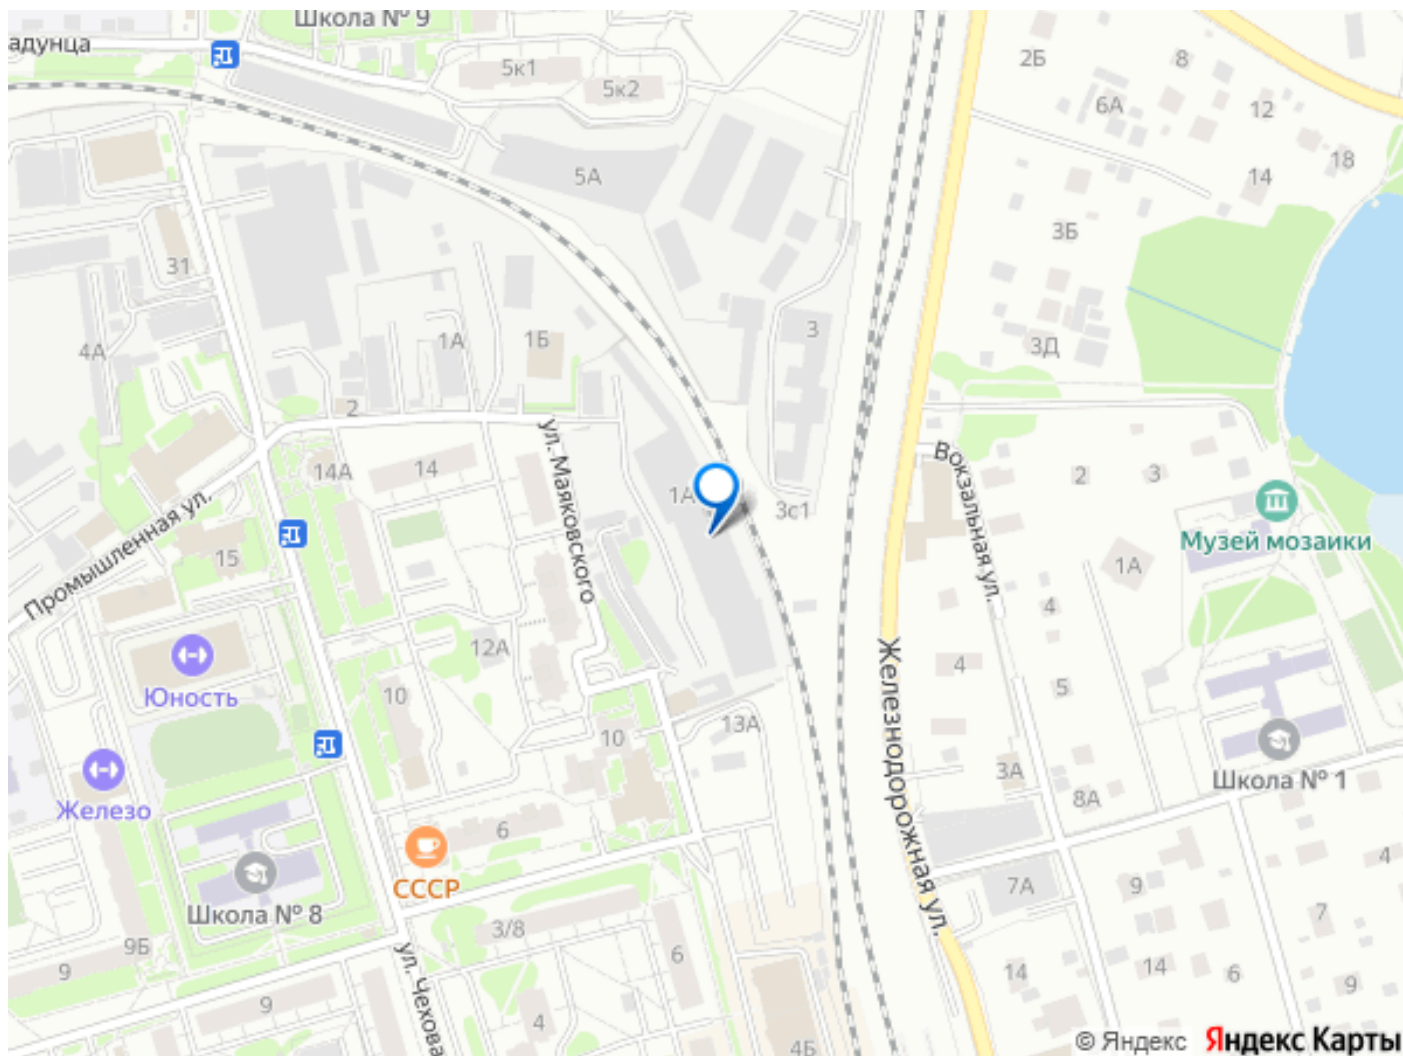 Школа № 9
адунца
5к1
5к2
2Б
8
6А
12
18
14
5А
3Б
31
4А
1А
1Б
3
3Д
2
14А
14
ул. Маяковского
1А
3с1
Вокзальная ул.
2
3
Музей мозаики
1А
Промышленная ул.
15
4
12А
4
5
Юность
10
Железнодорожная ул.
10
13А
Школа № 1
3А
8А
Железо
6
СССР
4
7А
9
Школа № 8
7
3/8
9Б
6
9
ул. Чехова
14
14
6
9
9
4
4Б
© Яндекс Яндекс Карты